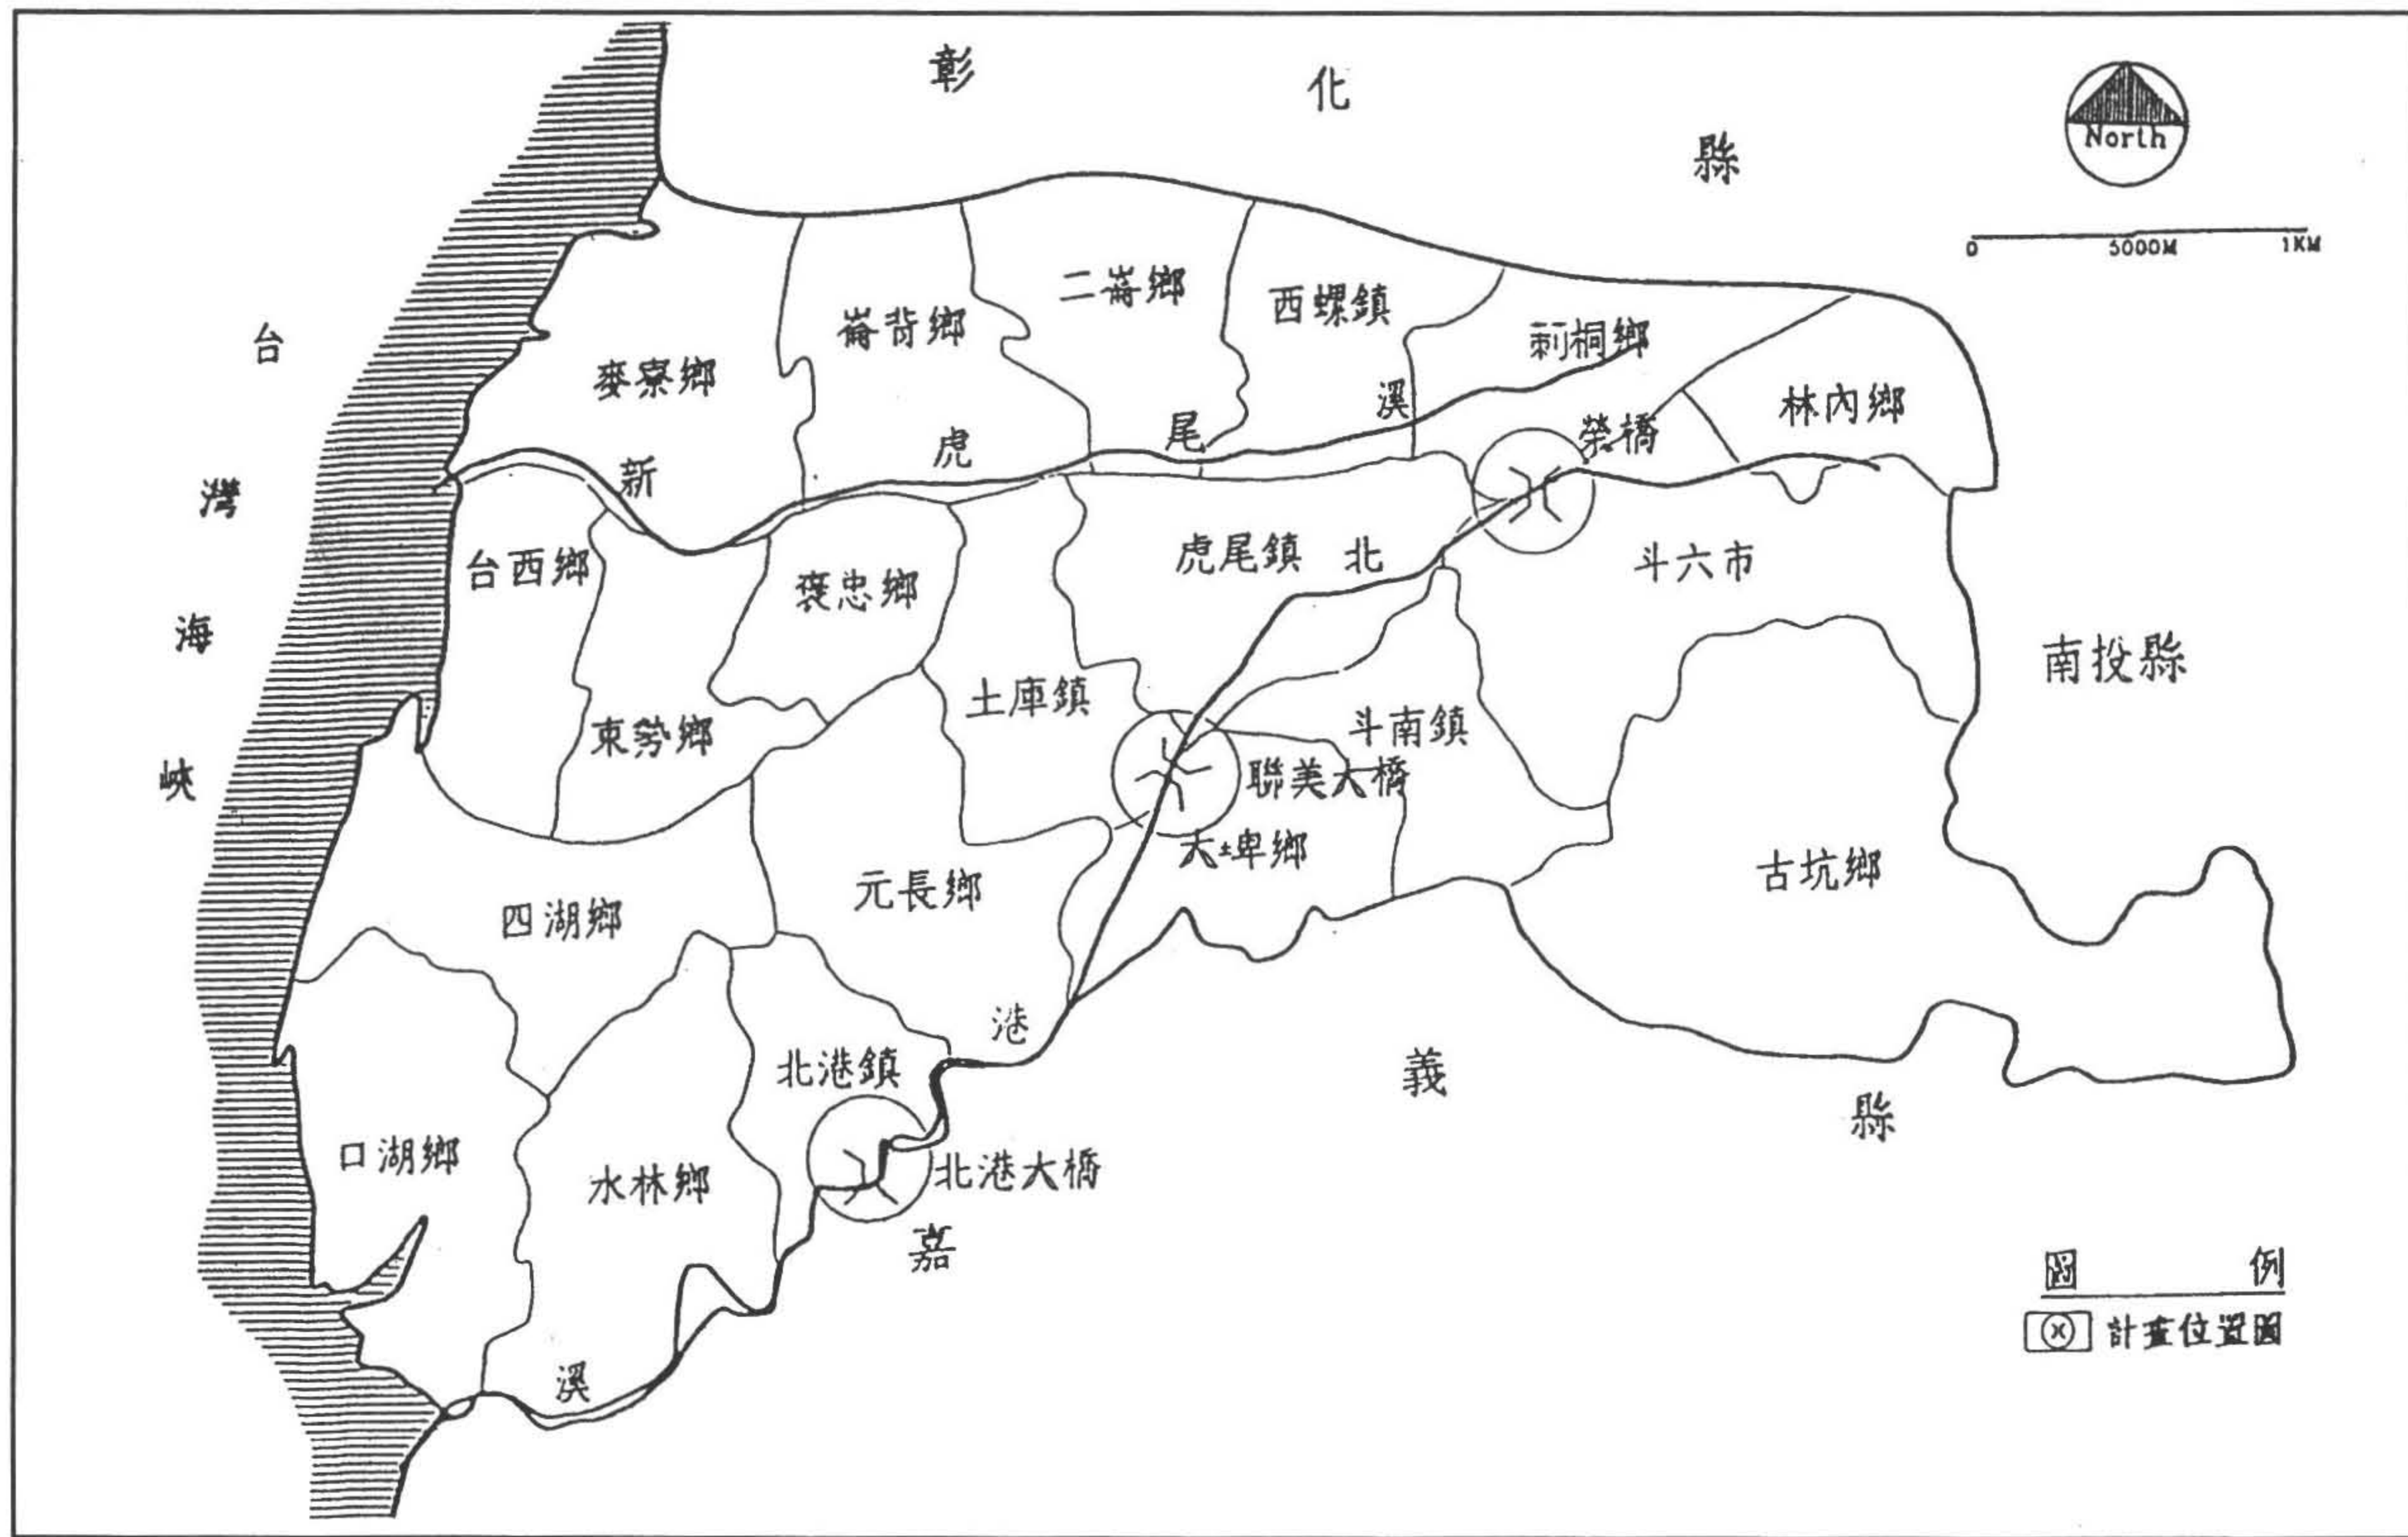 彰化縣
North
0 5000M 1KM
台灣海峽
二崙鄉
西螺鎮
崙背鄉
莿桐鄉
麥寮鄉
林內鄉
榮橋
新虎尾溪
台西鄉
褒忠鄉
虎尾鎮
斗六市
南投縣
東勢鄉
土庫鎮
斗南鎮
聯美大橋
大埤鄉
四湖鄉
元長鄉
古坑鄉
北港溪
北港鎮
口湖鄉
水林鄉
北港大橋
嘉義縣
圖例
計畫位置圖